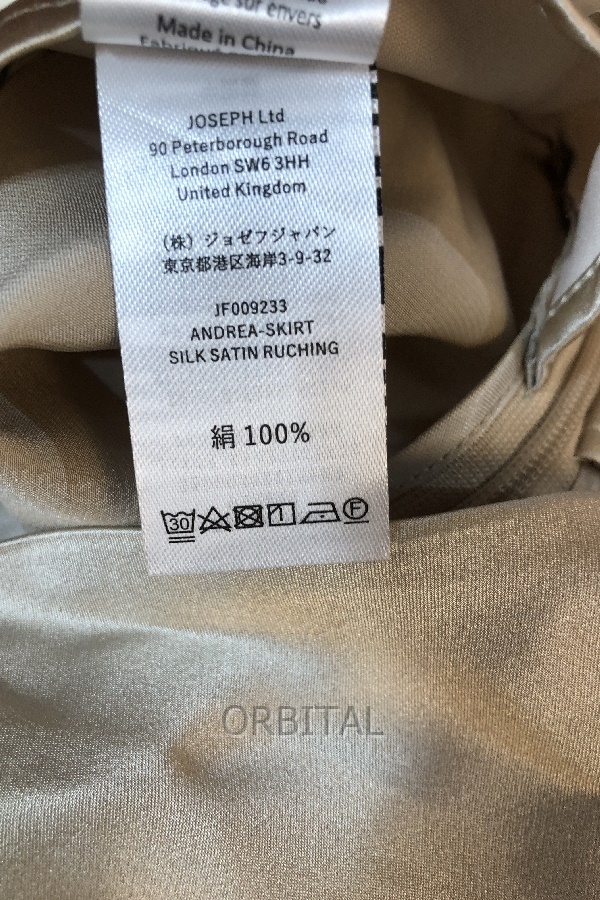 sur envers
Made in China
JOSEPH Ltd
90 Peterborough Road
London SW6 3HH
United Kingdom
（株）ジョゼフジャパン
東京都港区海岸3-9-32
JF009233
ANDREA-SKIRT
SILK SATIN RUCHING
絹 100%
30
F
ORBITAL